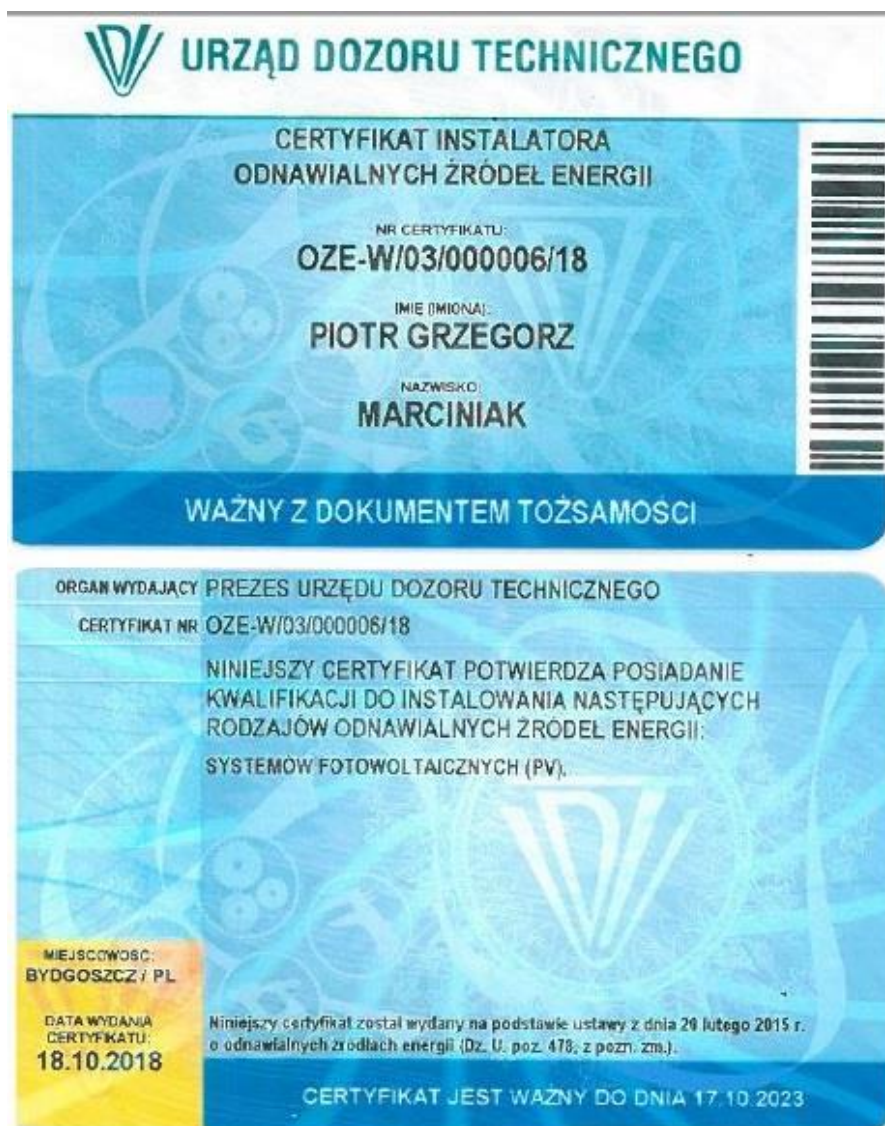 URZĄD DOZORU TECHNICZNEGO
CERTYFIKAT INSTALATORA
ODNAWIALNYCH ŹRÓDEŁ ENERGII
NR CERTYFIKATU:
OZE-W/03/000006/18
IMIĘ (IMIONA):
PIOTR GRZEGORZ
NAZWISKO:
MARCINIAK
WAŻNY Z DOKUMENTEM TOŻSAMOŚCI
ORGAN WYDAJĄCY PREZES URZĘDU DOZORU TECHNICZNEGO
CERTYFIKAT NR OZE-W/03/000006/18
NINIEJSZY CERTYFIKAT POTWIERDZA POSIADANIE
KWALIFIKACJI DO INSTALOWANIA NASTĘPUJĄCYCH
RODZAJÓW ODNAWIALNYCH ŹRÓDEŁ ENERGII:
SYSTEMÓW FOTOWOLTAICZNYCH (PV).
MIEJSCOWOŚĆ:
BYDGOSZCZ / PL
DATA WYDANIA
CERTYFIKATU:
18.10.2018
Niniejszy certyfikat został wydany na podstawie ustawy z dnia 20 lutego 2015 r.
o odnawialnych źródłach energii (Dz. U. poz. 478, z pozn. zm.).
CERTYFIKAT JEST WAŻNY DO DNIA 17.10.2023